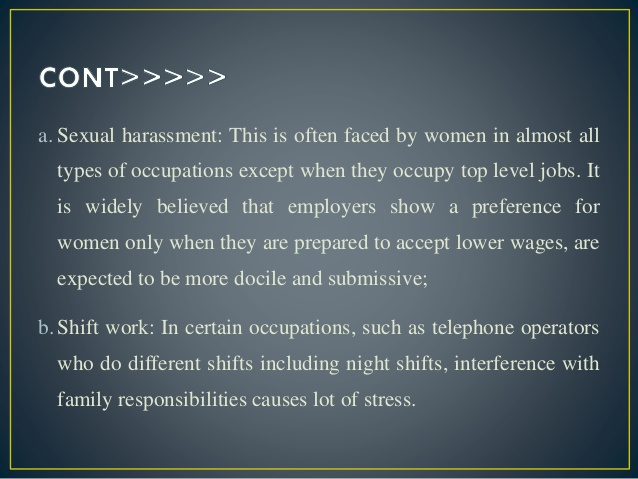 CONT>>>>>
a. Sexual harassment: This is often faced by women in almost all
types of occupations except when they occupy top level jobs. It
is widely believed that employers show a preference for
women only when they are prepared to accept lower wages, are
expected to be more docile and submissive;
b. Shift work: In certain occupations, such as telephone operators
who do different shifts including night shifts, interference with
family responsibilities causes lot of stress.